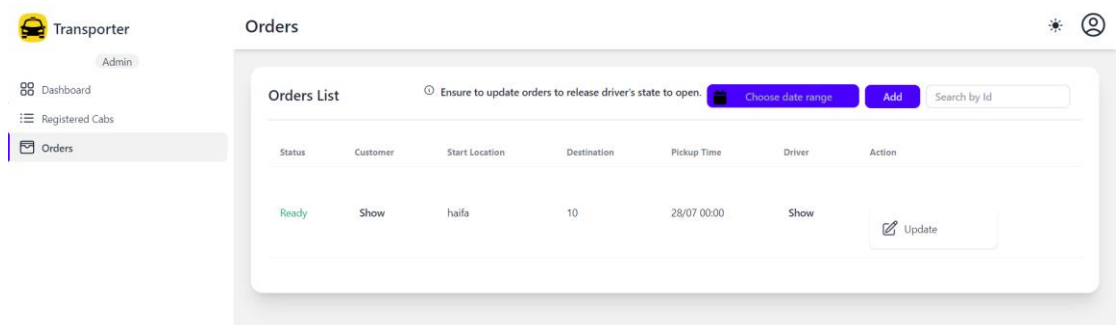 Transporter
Orders
Admin
Dashboard
Registered Cabs
Orders
Orders List
Ensure to update orders to release driver's state to open.
Choose date range
Add
Search by Id
Status Customer Start Location Destination Pickup Time Driver Action
Ready Show haifa 10 28/07 00:00 Show
Update